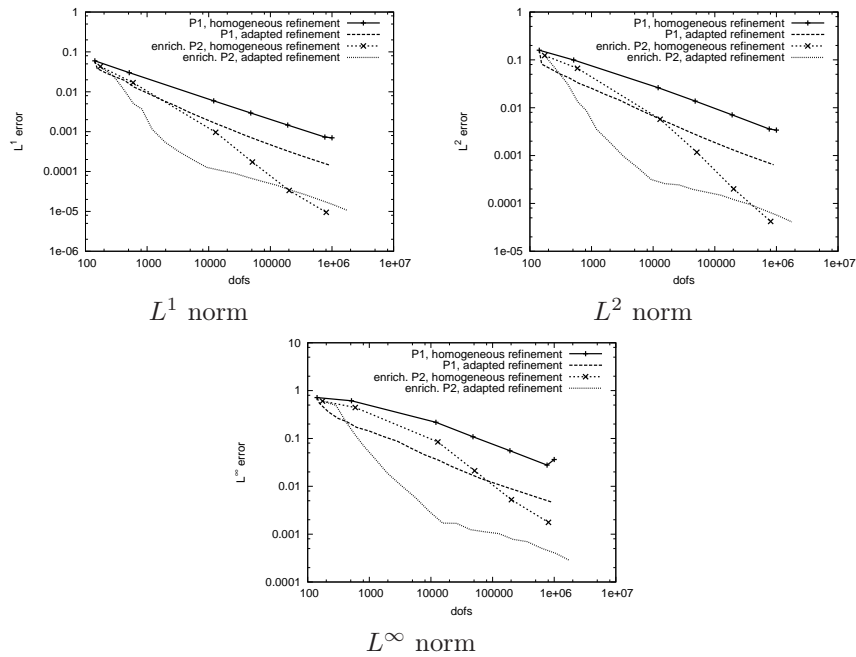 P1, homogeneous refinement
P1, adapted refinement
enrich. P2, homogeneous refinement
enrich. P2, adapted refinement
1
0.1
0.01
0.001
0.0001
1e-05
1e-06
L¹ error
100 1000 10000 100000 1e+06 1e+07
dofs
L¹ norm
P1, homogeneous refinement
P1, adapted refinement
enrich. P2, homogeneous refinement
enrich. P2, adapted refinement
1
0.1
0.01
0.001
0.0001
1e-05
L² error
100 1000 10000 100000 1e+06 1e+07
dofs
L² norm
P1, homogeneous refinement
P1, adapted refinement
enrich. P2, homogeneous refinement
enrich. P2, adapted refinement
10
1
0.1
0.01
0.001
0.0001
L∞ error
100 1000 10000 100000 1e+06 1e+07
dofs
L∞ norm